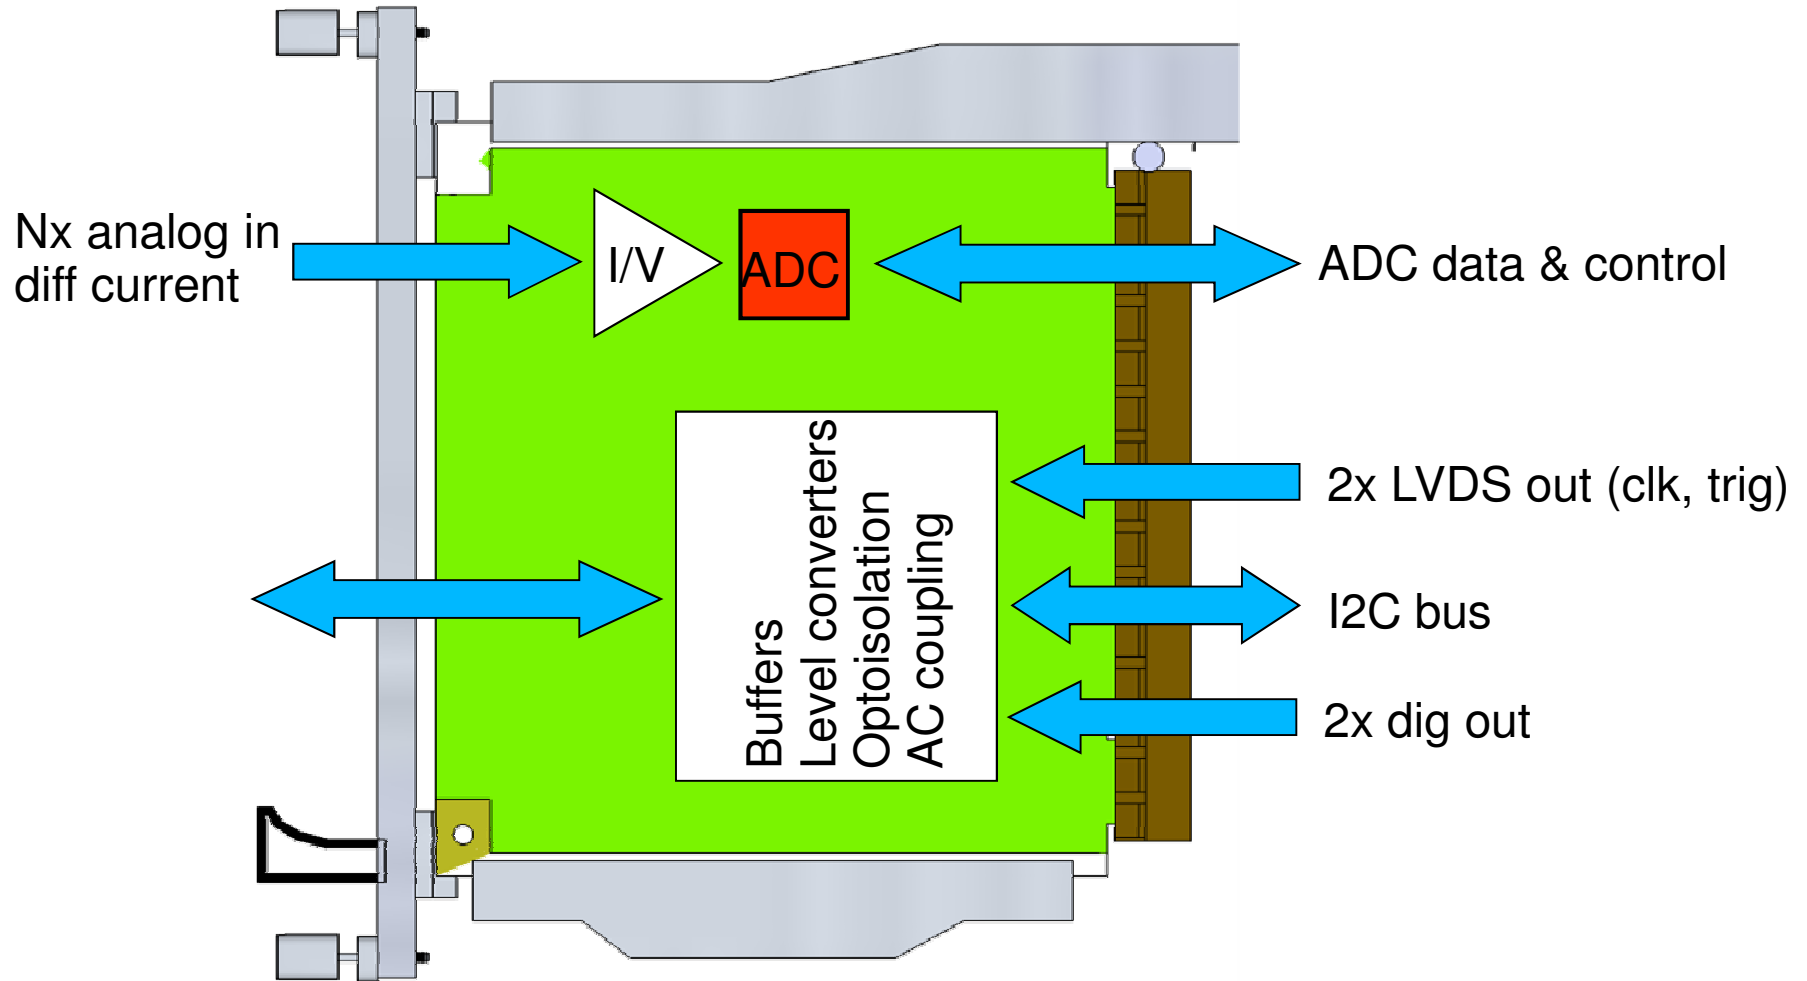 Nx analog in
diff current
I/V
ADC
ADC data & control
Buffers
Level converters
Optoisolation
AC coupling
2x LVDS out (clk, trig)
I2C bus
2x dig out